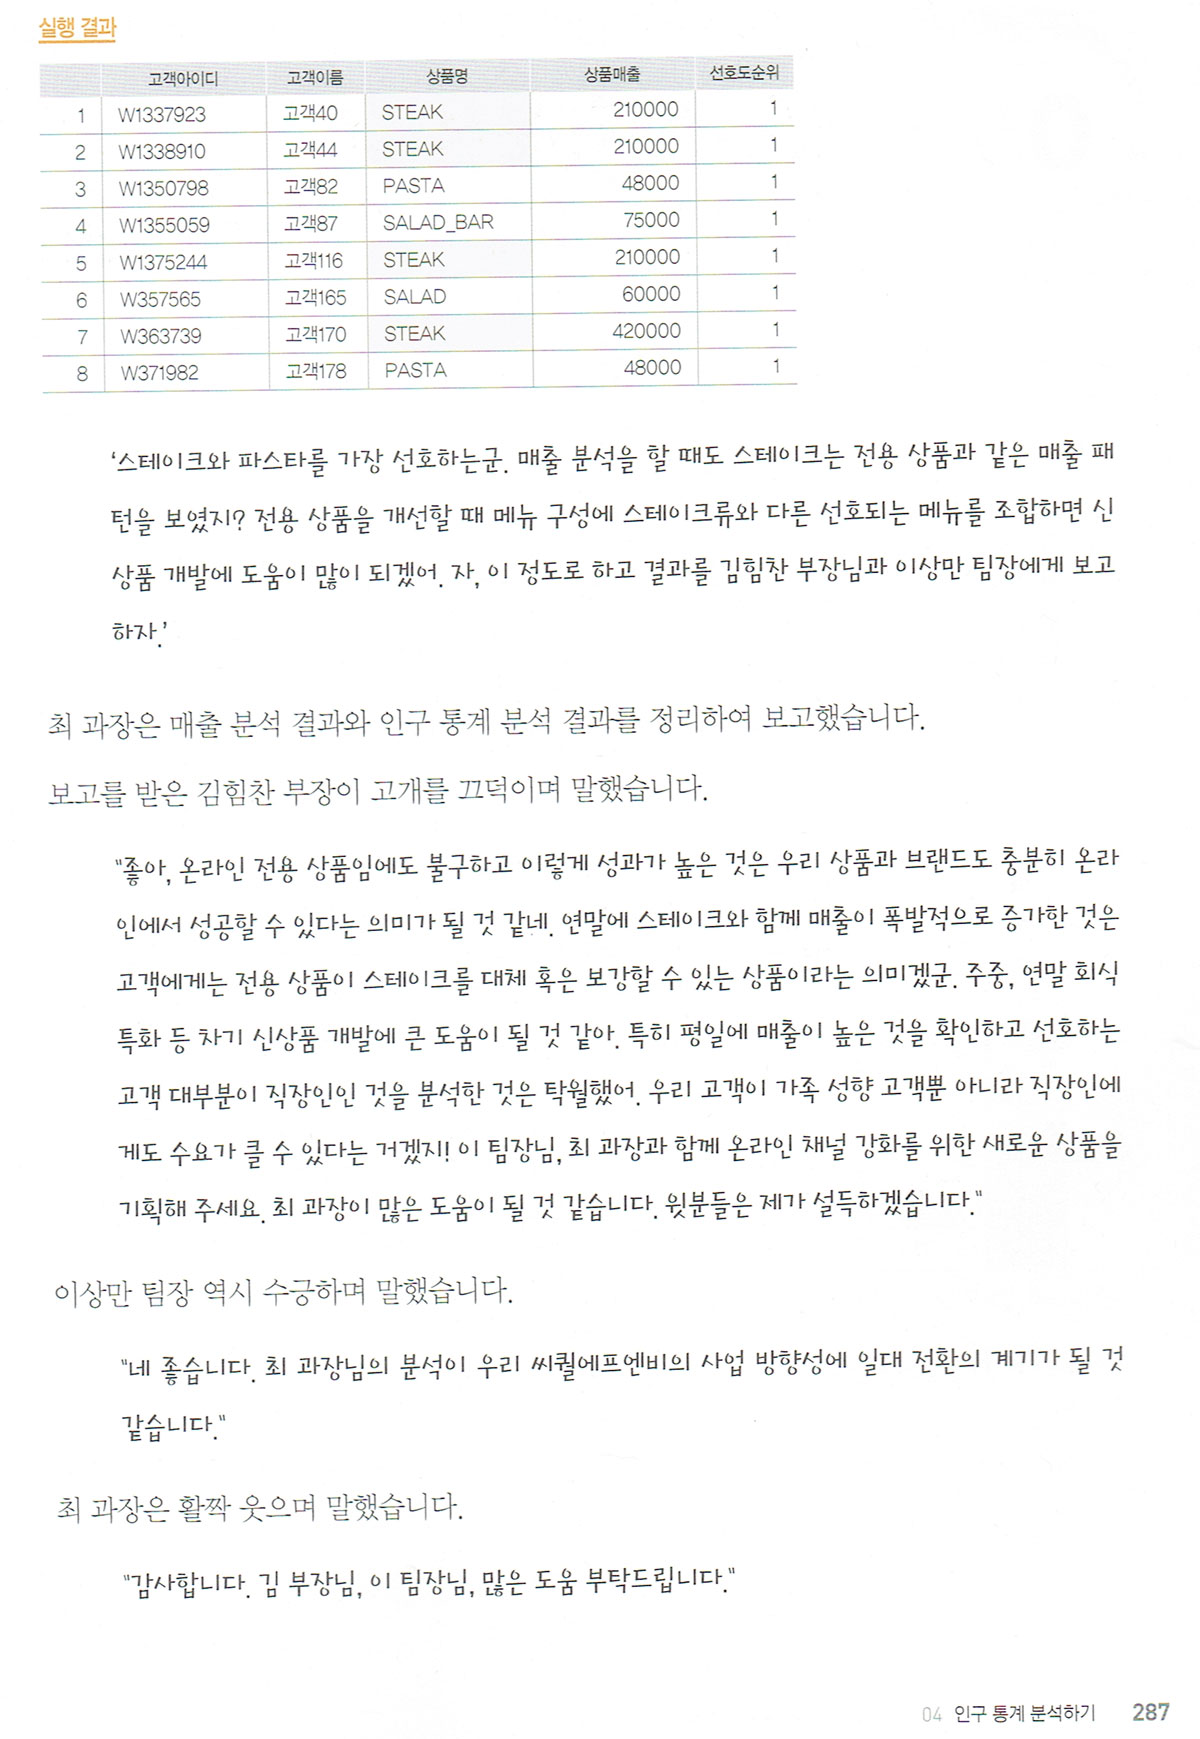 실행 결과
고객아이디 고객이름 상품명 상품매출 선호도순위
1 W1337923 고객40 STEAK 210000 1
2 W1338910 고객44 STEAK 210000 1
3 W1350798 고객82 PASTA 48000 1
4 W1355059 고객87 SALAD_BAR 75000 1
5 W1375244 고객116 STEAK 210000 1
6 W357565 고객165 SALAD 60000 1
7 W363739 고객170 STEAK 420000 1
8 W371982 고객178 PASTA 48000 1
‘스테이크와 파스타를 가장 선호하는군. 매출 분석을 할 때도 스테이크는 전용 상품과 같은 매출 패
턴을 보였지? 전용 상품을 개선할 때 메뉴 구성에 스테이크류와 다른 선호되는 메뉴를 조합하면 신
상품 개발에 도움이 많이 되겠어. 자, 이 정도로 하고 결과를 김힘찬 부장님과 이상만 팀장에게 보고
하자.’
최 과장은 매출 분석 결과와 인구 통계 분석 결과를 정리하여 보고했습니다.
보고를 받은 김힘찬 부장이 고개를 끄덕이며 말했습니다.
"좋아, 온라인 전용 상품임에도 불구하고 이렇게 성과가 높은 것은 우리 상품과 브랜드도 충분히 온라
인에서 성공할 수 있다는 의미가 될 것 같네. 연말에 스테이크와 함께 매출이 폭발적으로 증가한 것은
고객에게는 전용 상품이 스테이크를 대체 혹은 보강할 수 있는 상품이라는 의미겠군. 주중, 연말 회식
특화 등 차기 신상품 개발에 큰 도움이 될 것 같아. 특히 평일에 매출이 높은 것을 확인하고 선호하는
고객 대부분이 직장인인 것을 분석한 것은 탁월했어. 우리 고객이 가족 성향 고객뿐 아니라 직장인에
게도 수요가 클 수 있다는 거겠지! 이 팀장님, 최 과장과 함께 온라인 채널 강화를 위한 새로운 상품을
기획해 주세요. 최 과장이 많은 도움이 될 것 같습니다. 윗분들은 제가 설득하겠습니다."
이상만 팀장 역시 수긍하며 말했습니다.
"네 좋습니다. 최 과장님의 분석이 우리 씨퀄에프엔비의 사업 방향성에 일대 전환의 계기가 될 것
같습니다."
최 과장은 활짝 웃으며 말했습니다.
"감사합니다. 김 부장님, 이 팀장님, 많은 도움 부탁드립니다."
04 인구 통계 분석하기 287